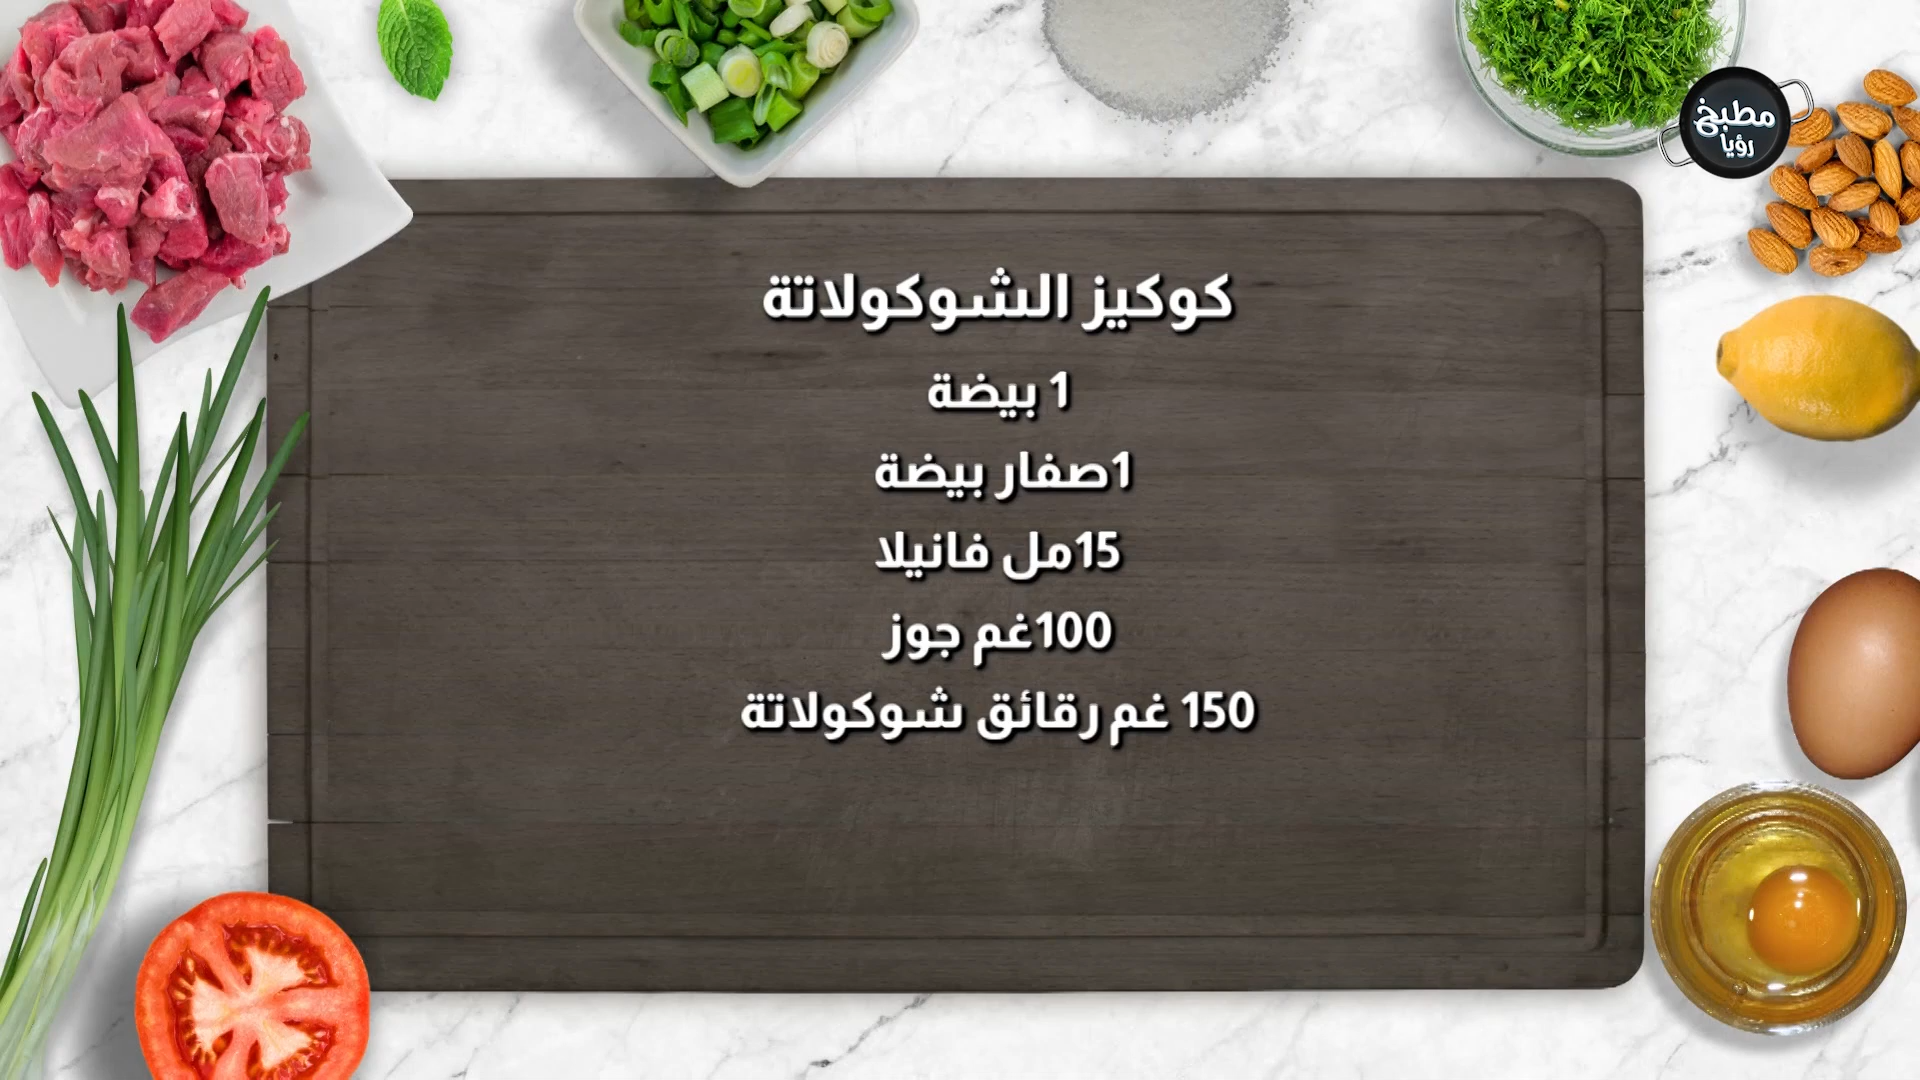 مطبخ
رؤيا
كوكيز الشوكولاتة
1 بيضة
1صفار بيضة
15مل فانيلا
100غم جوز
150 غم رقائق شوكولاتة